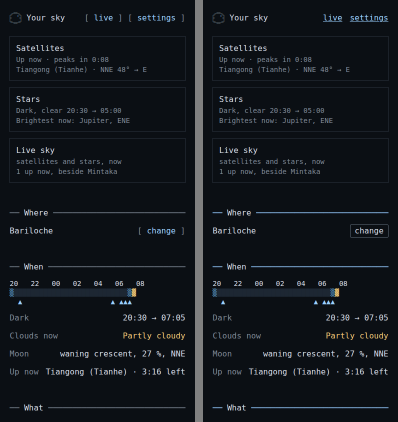 Your sky [ live ] [ settings ]
Satellites
Up now · peaks in 0:08
Tiangong (Tianhe) · NNE 48° → E
Stars
Dark, clear 20:30 → 05:00
Brightest now: Jupiter, ENE
Live sky
satellites and stars, now
1 up now, beside Mintaka
Where
Bariloche [ change ]
When
20 22 00 02 04 06 08
Dark 20:30 → 07:05
Clouds now Partly cloudy
Moon waning crescent, 27 %, NNE
Up now Tiangong (Tianhe) · 3:16 left
What
Your sky live settings
Satellites
Up now · peaks in 0:08
Tiangong (Tianhe) · NNE 48° → E
Stars
Dark, clear 20:30 → 05:00
Brightest now: Jupiter, ENE
Live sky
satellites and stars, now
1 up now, beside Mintaka
Where
Bariloche change
When
20 22 00 02 04 06 08
Dark 20:30 → 07:05
Clouds now Partly cloudy
Moon waning crescent, 27 %, NNE
Up now Tiangong (Tianhe) · 3:16 left
What